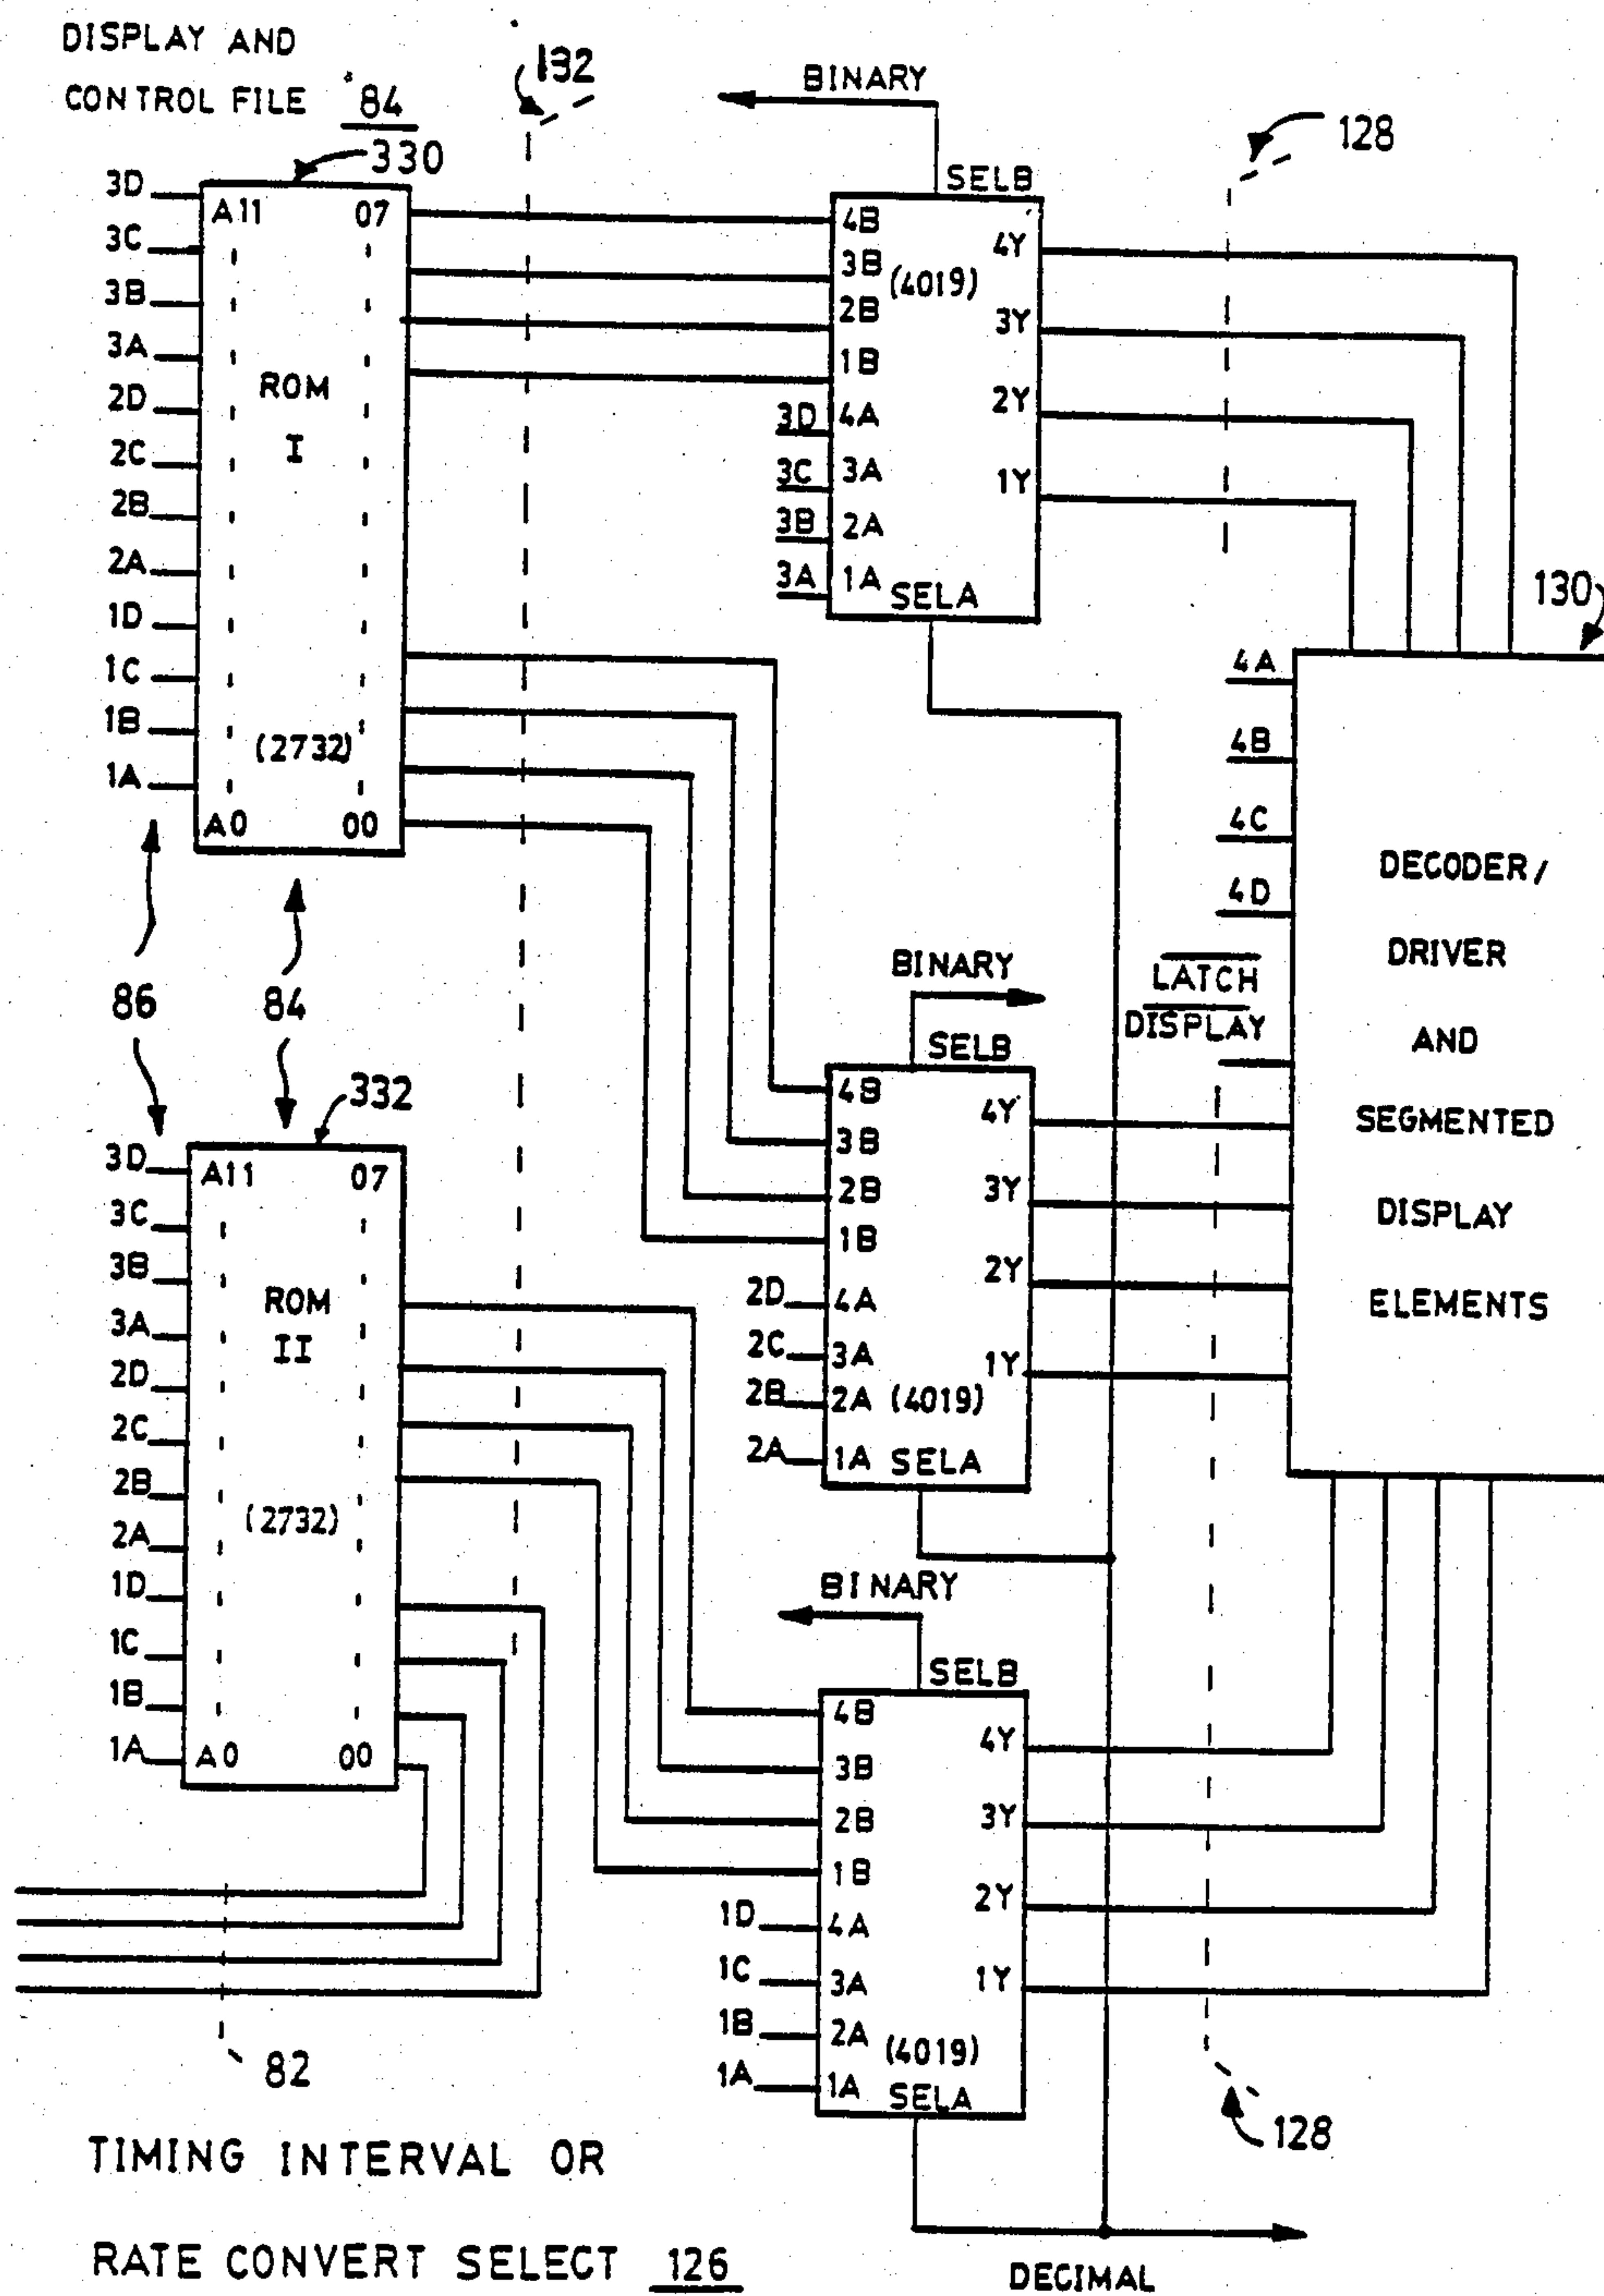 DISPLAY AND
CONTROL FILE 84
132
BINARY
128
330
SELB
3D
3C
3B
3A
2D
2C
2B
2A
1D
1C
1B
1A
A11 07
ROM
I
(2732)
A0 00
4B
3B
2B
1B
4A
3A
2A
1A
(4019)
3D
3C
3B
3A
SELA
4Y
3Y
2Y
1Y
130
4A
4B
4C
4D
LATCH
DISPLAY
DECODER/
DRIVER
AND
SEGMENTED
DISPLAY
ELEMENTS
86
84
332
BINARY
SELB
3D
3C
3B
3A
2D
2C
2B
2A
1D
1C
1B
1A
A11 07
ROM
II
(2732)
A0 00
4B
3B
2B
1B
2D 4A
2C 3A
2B 2A (4019)
2A 1A SELA
4Y
3Y
2Y
1Y
BINARY
SELB
4B
3B
2B
1B
1D 4A
1C 3A
1B 2A
(4019)
1A 1A
SELA
4Y
3Y
2Y
1Y
82
128
TIMING INTERVAL OR
RATE CONVERT SELECT 126
DECIMAL